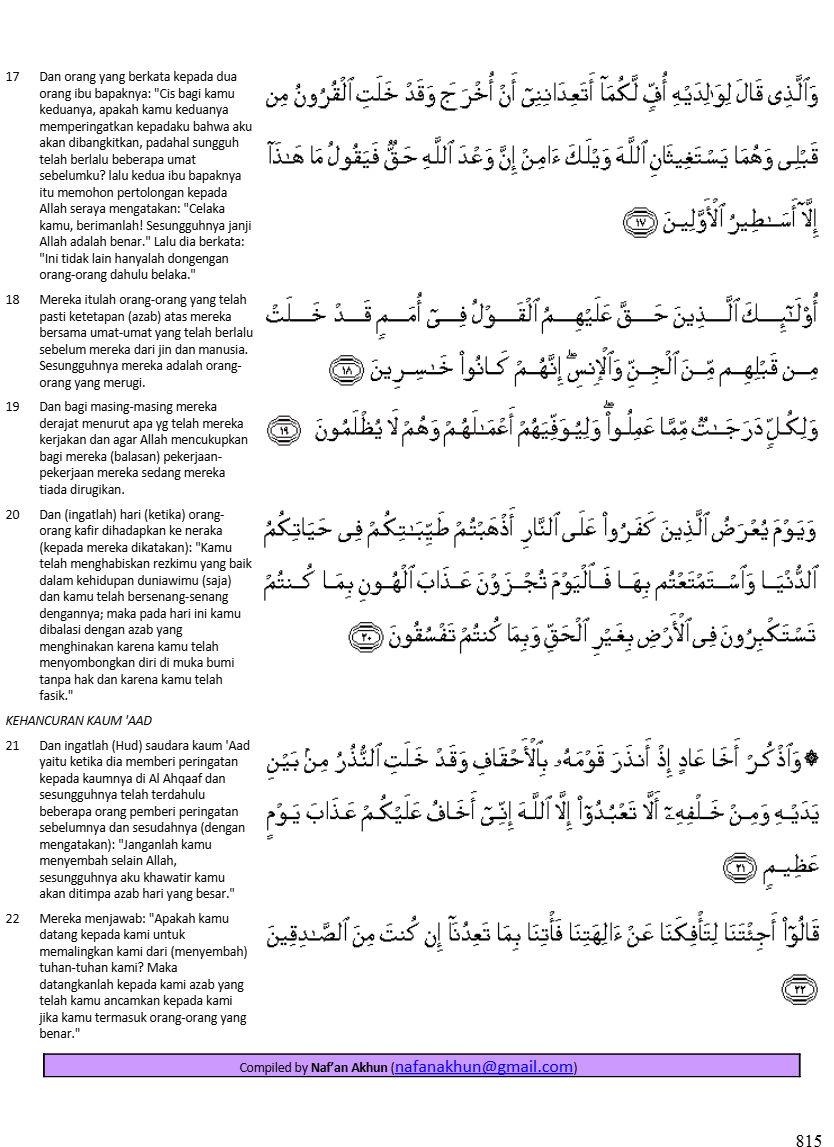 17 Dan orang yang berkata kepada dua
orang ibu bapaknya: "Cis bagi kamu
keduanya, apakah kamu keduanya
memperingatkan kepadaku bahwa aku
akan dibangkitkan, padahal sungguh
telah berlalu beberapa umat
sebelumku? lalu kedua ibu bapaknya
itu memohon pertolongan kepada
Allah seraya mengatakan: "Celaka
kamu, berimanlah! Sesungguhnya janji
Allah adalah benar." Lalu dia berkata:
"Ini tidak lain hanyalah dongengan
orang-orang dahulu belaka."
وَٱلَّذِى قَالَ لِوَٰلِدَيْهِ أُفٍّ لَّكُمَآ أَتَعِدَانِنِىٓ أَنْ أُخْرَجَ وَقَدْ خَلَتِ ٱلْقُرُونُ مِن
قَبْلِى وَهُمَا يَسْتَغِيثَانِ ٱللَّهَ وَيْلَكَ ءَامِنْ إِنَّ وَعْدَ ٱللَّهِ حَقٌّ فَيَقُولُ مَا هَٰذَآ
إِلَّآ أَسَٰطِيرُ ٱلْأَوَّلِينَ ١٧
18 Mereka itulah orang-orang yang telah
pasti ketetapan (azab) atas mereka
bersama umat-umat yang telah berlalu
sebelum mereka dari jin dan manusia.
Sesungguhnya mereka adalah orang-
orang yang merugi.
أُو۟لَٰٓئِكَ ٱلَّذِينَ حَقَّ عَلَيْهِمُ ٱلْقَوْلُ فِىٓ أُمَمٍ قَدْ خَلَتْ
مِن قَبْلِهِم مِّنَ ٱلْجِنِّ وَٱلْإِنسِ ۖ إِنَّهُمْ كَانُوا۟ خَٰسِرِينَ ١٨
19 Dan bagi masing-masing mereka
derajat menurut apa yg telah mereka
kerjakan dan agar Allah mencukupkan
bagi mereka (balasan) pekerjaan-
pekerjaan mereka sedang mereka
tiada dirugikan.
وَلِكُلٍّ دَرَجَٰتٌ مِّمَّا عَمِلُوا۟ ۖ وَلِيُوَفِّيَهُمْ أَعْمَٰلَهُمْ وَهُمْ لَا يُظْلَمُونَ ١٩
20 Dan (ingatlah) hari (ketika) orang-
orang kafir dihadapkan ke neraka
(kepada mereka dikatakan): "Kamu
telah menghabiskan rezkimu yang baik
dalam kehidupan duniawimu (saja)
dan kamu telah bersenang-senang
dengannya; maka pada hari ini kamu
dibalasi dengan azab yang
menghinakan karena kamu telah
menyombongkan diri di muka bumi
tanpa hak dan karena kamu telah
fasik."
وَيَوْمَ يُعْرَضُ ٱلَّذِينَ كَفَرُوا۟ عَلَى ٱلنَّارِ أَذْهَبْتُمْ طَيِّبَٰتِكُمْ فِى حَيَاتِكُمُ
ٱلدُّنْيَا وَٱسْتَمْتَعْتُم بِهَا فَٱلْيَوْمَ تُجْزَوْنَ عَذَابَ ٱلْهُونِ بِمَا كُنتُمْ
تَسْتَكْبِرُونَ فِى ٱلْأَرْضِ بِغَيْرِ ٱلْحَقِّ وَبِمَا كُنتُمْ تَفْسُقُونَ ٢٠
KEHANCURAN KAUM 'AAD
21 Dan ingatlah (Hud) saudara kaum 'Aad
yaitu ketika dia memberi peringatan
kepada kaumnya di Al Ahqaaf dan
sesungguhnya telah terdahulu
beberapa orang pemberi peringatan
sebelumnya dan sesudahnya (dengan
mengatakan): "Janganlah kamu
menyembah selain Allah,
sesungguhnya aku khawatir kamu
akan ditimpa azab hari yang besar."
۞ وَٱذْكُرْ أَخَا عَادٍ إِذْ أَنذَرَ قَوْمَهُۥ بِٱلْأَحْقَافِ وَقَدْ خَلَتِ ٱلنُّذُرُ مِنۢ بَيْنِ
يَدَيْهِ وَمِنْ خَلْفِهِۦٓ أَلَّا تَعْبُدُوٓا۟ إِلَّا ٱللَّهَ إِنِّىٓ أَخَافُ عَلَيْكُمْ عَذَابَ يَوْمٍ
عَظِيمٍ ٢١
22 Mereka menjawab: "Apakah kamu
datang kepada kami untuk
memalingkan kami dari (menyembah)
tuhan-tuhan kami? Maka
datangkanlah kepada kami azab yang
telah kamu ancamkan kepada kami
jika kamu termasuk orang-orang yang
benar."
قَالُوٓا۟ أَجِئْتَنَا لِتَأْفِكَنَا عَنْ ءَالِهَتِنَا فَأْتِنَا بِمَا تَعِدُنَآ إِن كُنتَ مِنَ ٱلصَّٰدِقِينَ
٢٢
Compiled by Naf'an Akhun (nafanakhun@gmail.com)
815